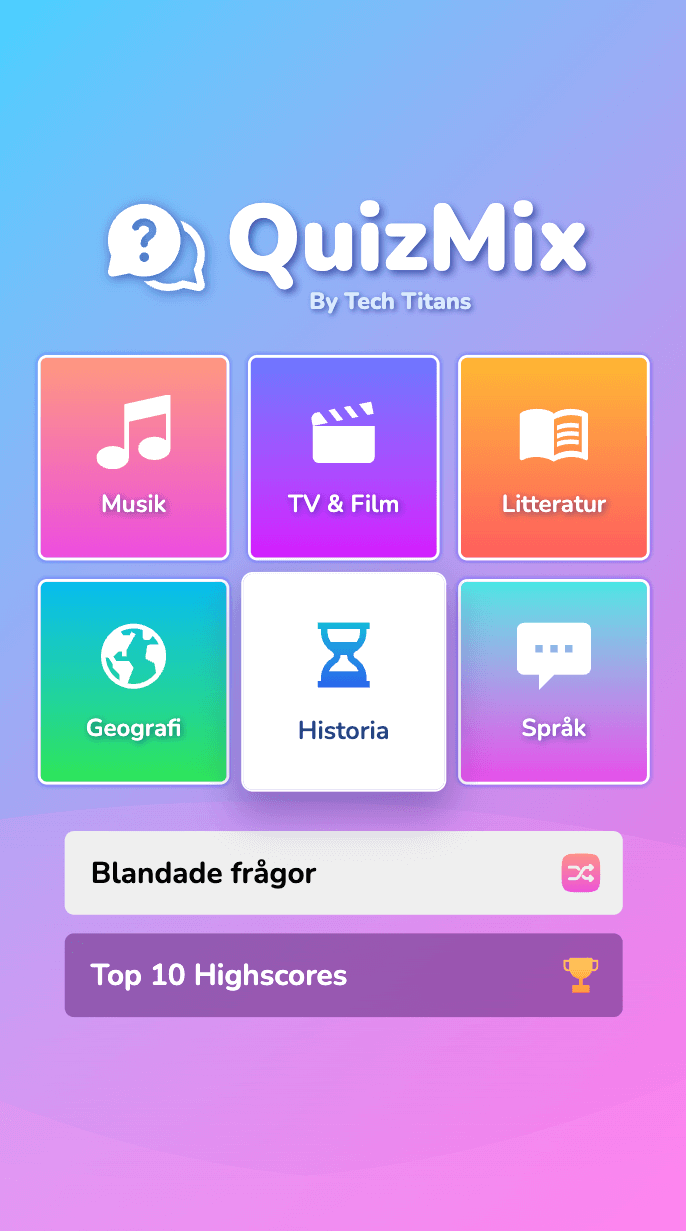 ?
QuizMix
By Tech Titans
Musik
TV & Film
Litteratur
Geografi
Historia
Språk
Blandade frågor
Top 10 Highscores